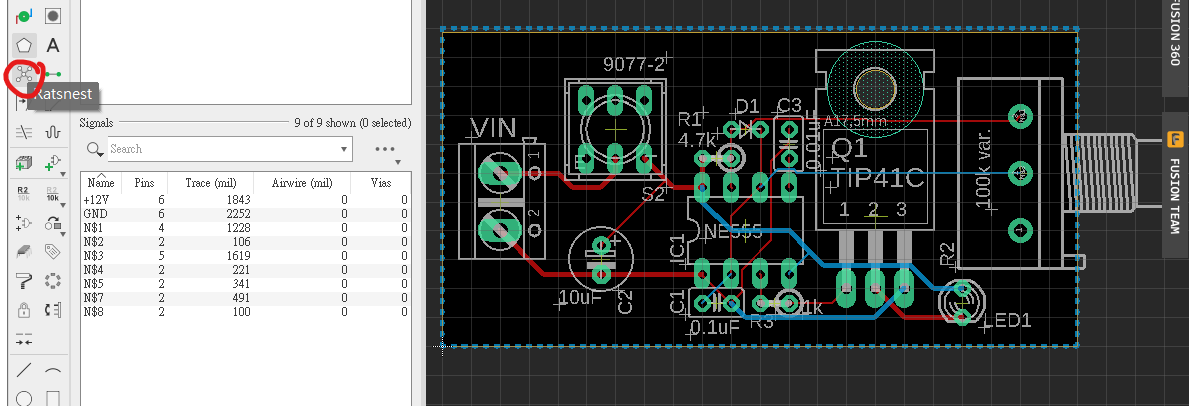 A
Ratsnest
Signals
9 of 9 shown (0 selected)
Search
Name Pins Trace (mil) Airwire (mil) Vias
+12V 6 1843 0 0
GND 6 2252 0 0
N$1 4 1228 0 0
N$2 2 106 0 0
N$3 5 1619 0 0
N$4 2 221 0 0
N$5 2 341 0 0
N$7 2 491 0 0
N$8 2 100 0 0
R2
10k
R2
10k
VIN
1
2
9077-2
S2
R1
4.7k
D1
C3
0.01uF
A17,5mm
Q1
TIP41C
1 2 3
100k var.
IC1
NE555
10uF
C2
C1
0.1uF
R3
1k
R2
LED1
FUSION 360
FUSION TEAM